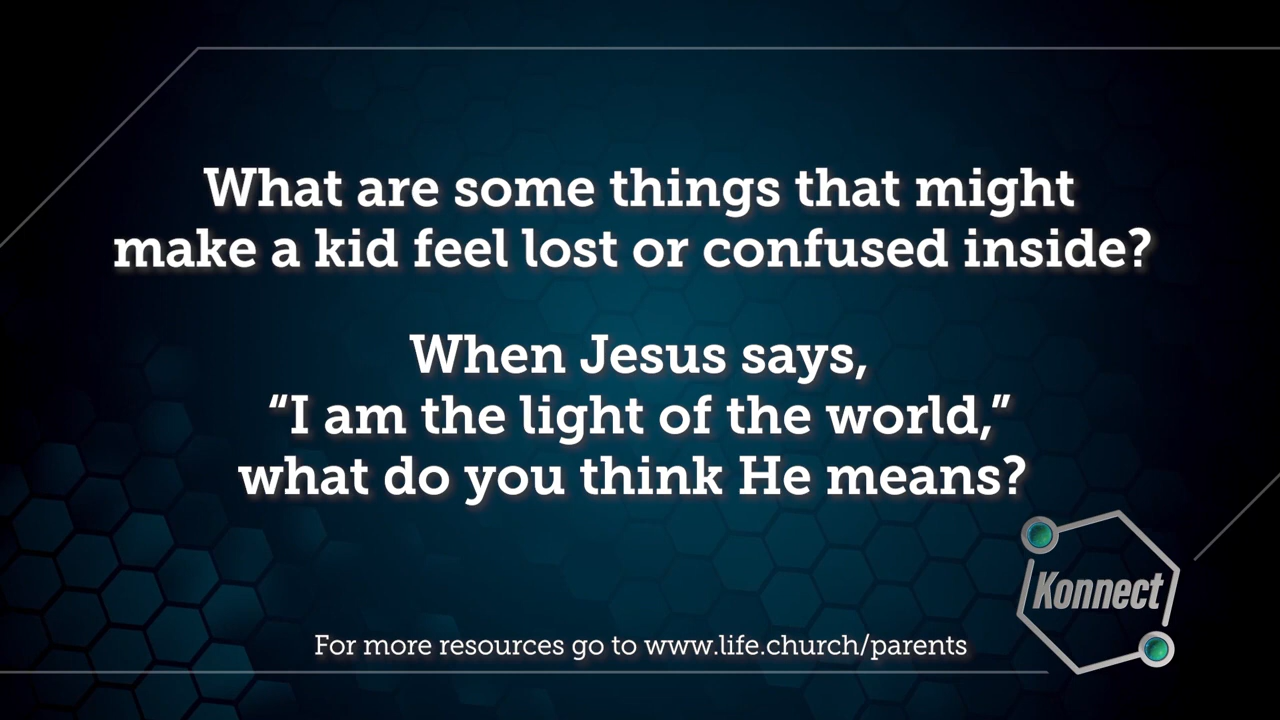 What are some things that might
make a kid feel lost or confused inside?
When Jesus says,
“I am the light of the world,”
what do you think He means?
Konnect
For more resources go to www.life.church/parents